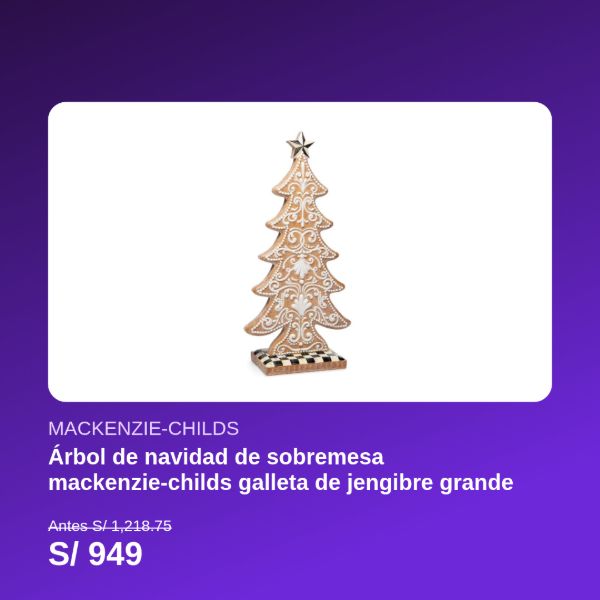 MACKENZIE-CHILDS
Árbol de navidad de sobremesa
mackenzie-childs galleta de jengibre grande
Antes S/ 1,218.75
S/ 949